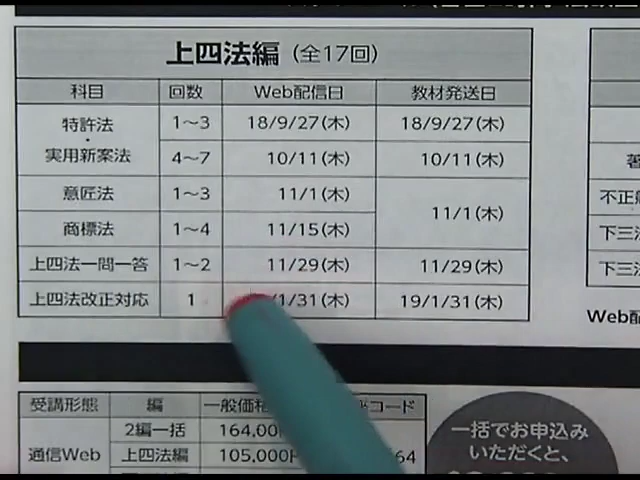 上四法編（全17回）
科目 回数 Web配信日 教材発送日
特許法・実用新案法 1～3 18/9/27(木) 18/9/27(木)
4～7 10/11(木) 10/11(木)
意匠法 1～3 11/1(木) 11/1(木)
商標法 1～4 11/15(木)
上四法一問一答 1～2 11/29(木) 11/29(木)
上四法改正対応 1 /1/31(木) 19/1/31(木)
不正
下三法
下三法
Web配
受講形態 編 一般価格 コード
通信Web 2編一括 164,00
上四法編 105,000 64
一括でお申込み
いただくと、